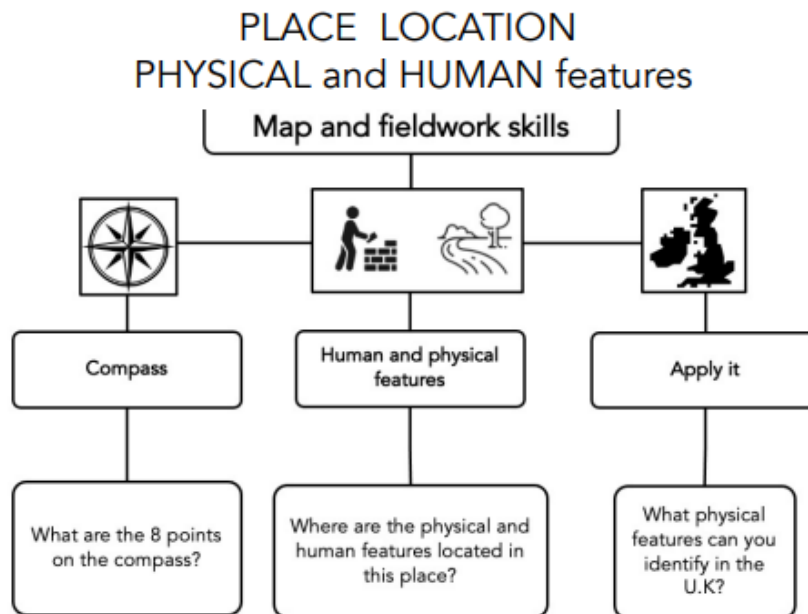 PLACE LOCATION
PHYSICAL and HUMAN features
Map and fieldwork skills
Compass
Human and physical
features
Apply it
What are the 8 points
on the compass?
Where are the physical and
human features located in
this place?
What physical
features can you
identify in the
U.K?